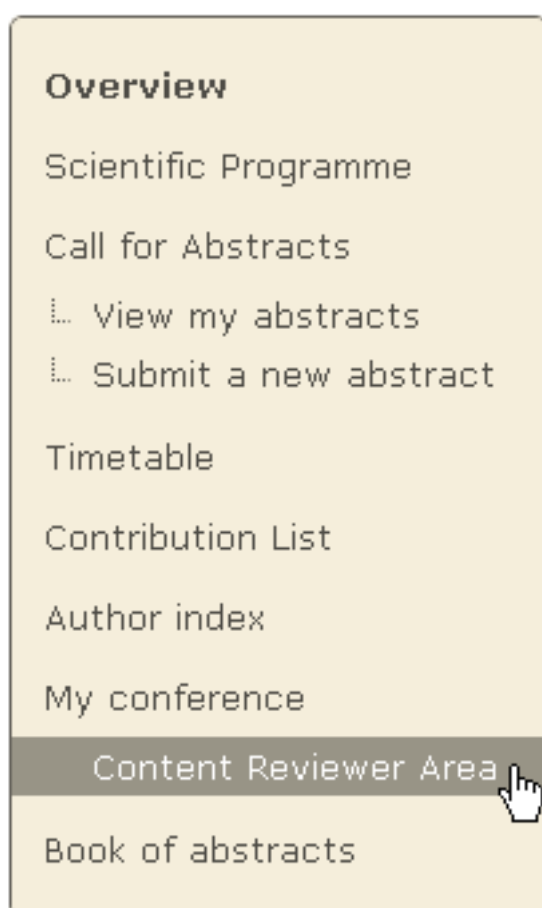 Overview
Scientific Programme
Call for Abstracts
View my abstracts
Submit a new abstract
Timetable
Contribution List
Author index
My conference
Content Reviewer Area
Book of abstracts